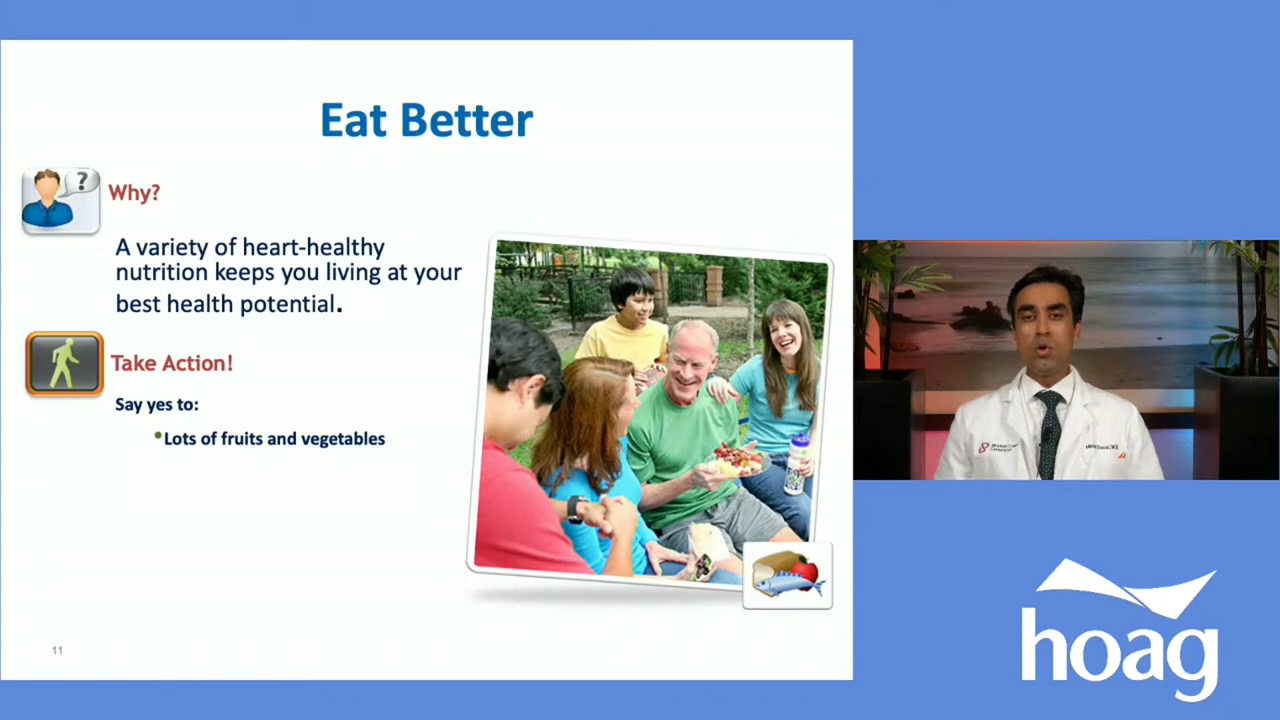 Eat Better
?
Why?
A variety of heart-healthy
nutrition keeps you living at your
best health potential.
Take Action!
Say yes to:
•Lots of fruits and vegetables
11
hoag